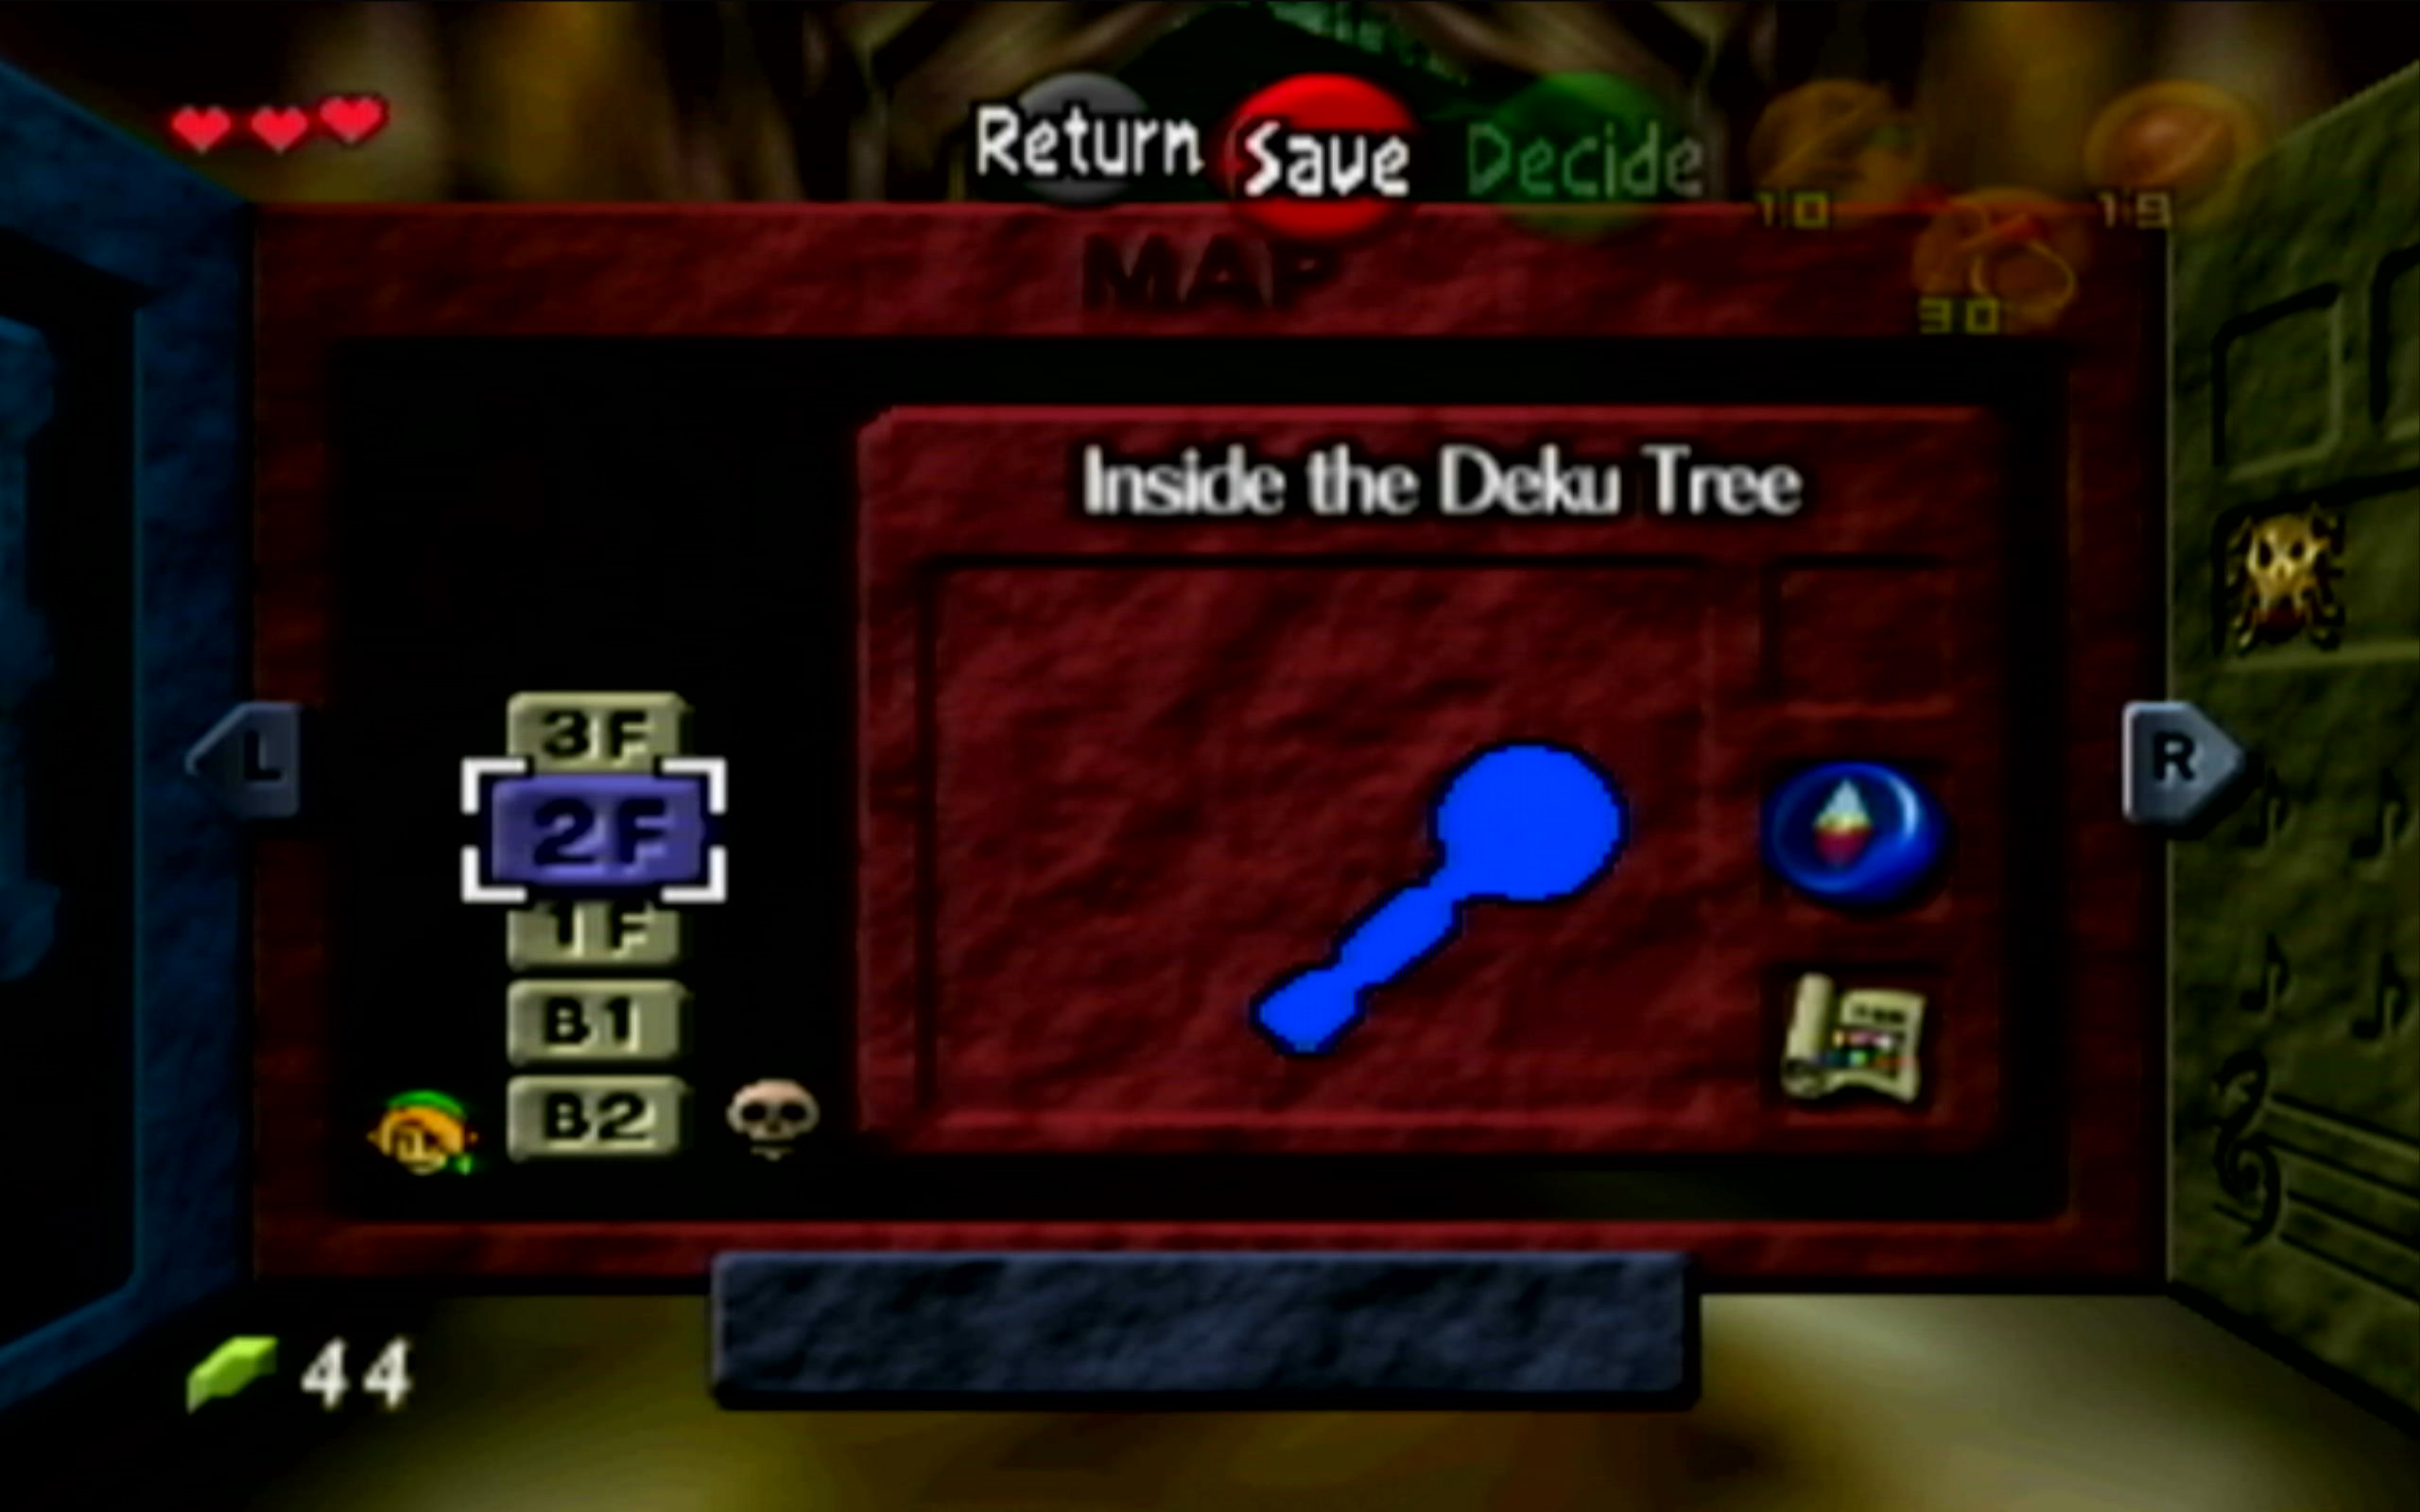 Return Save Decide
10
19
MAP
30
Inside the Deku Tree
3F
L
2F
R
1F
B1
B2
44